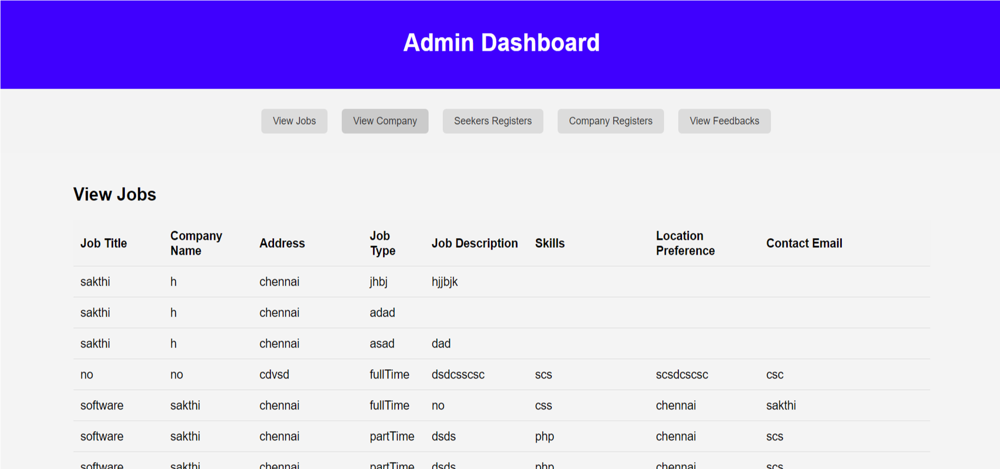 Admin Dashboard
View Jobs View Company Seekers Registers Company Registers View Feedbacks
View Jobs
Job Title Company Name Address Job Type Job Description Skills Location Preference Contact Email
sakthi h chennai jhbj hjjbjk
sakthi h chennai adad
sakthi h chennai asad dad
no no cdvsd fullTime dsdcsscsc scs scsdcscsc csc
software sakthi chennai fullTime no css chennai sakthi
software sakthi chennai partTime dsds php chennai scs
software sakthi chennai partTime dsds php chennai scs